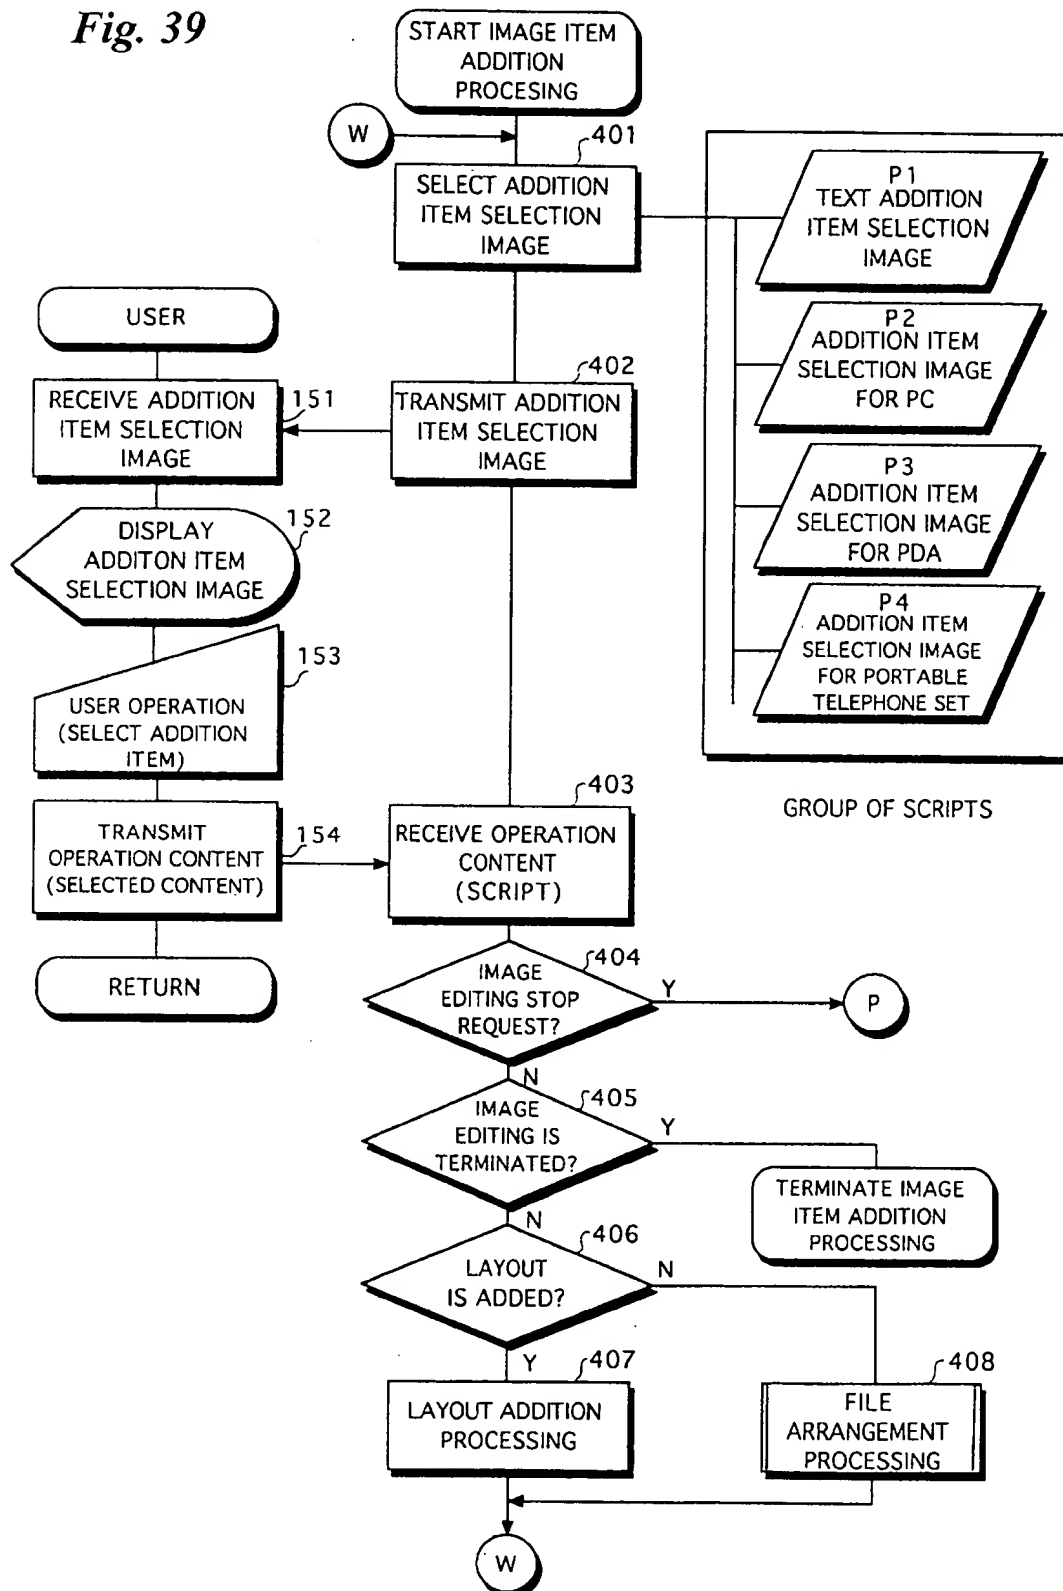 Fig. 39
START IMAGE ITEM
ADDITION
PROCESING
W
401
SELECT ADDITION
ITEM SELECTION
IMAGE
P1
TEXT ADDITION
ITEM SELECTION
IMAGE
P2
ADDITION ITEM
SELECTION IMAGE
FOR PC
P3
ADDITION ITEM
SELECTION IMAGE
FOR PDA
P4
ADDITION ITEM
SELECTION IMAGE
FOR PORTABLE
TELEPHONE SET
GROUP OF SCRIPTS
USER
402
TRANSMIT ADDITION
ITEM SELECTION
IMAGE
151
RECEIVE ADDITION
ITEM SELECTION
IMAGE
152
DISPLAY
ADDITON ITEM
SELECTION IMAGE
153
USER OPERATION
(SELECT ADDITION
ITEM)
154
TRANSMIT
OPERATION CONTENT
(SELECTED CONTENT)
RETURN
403
RECEIVE OPERATION
CONTENT
(SCRIPT)
404
IMAGE
EDITING STOP
REQUEST?
Y
P
N
405
IMAGE
EDITING IS
TERMINATED?
Y
TERMINATE IMAGE
ITEM ADDITION
PROCESSING
N
406
LAYOUT
IS ADDED?
N
Y
407
LAYOUT ADDITION
PROCESSING
408
FILE
ARRANGEMENT
PROCESSING
W